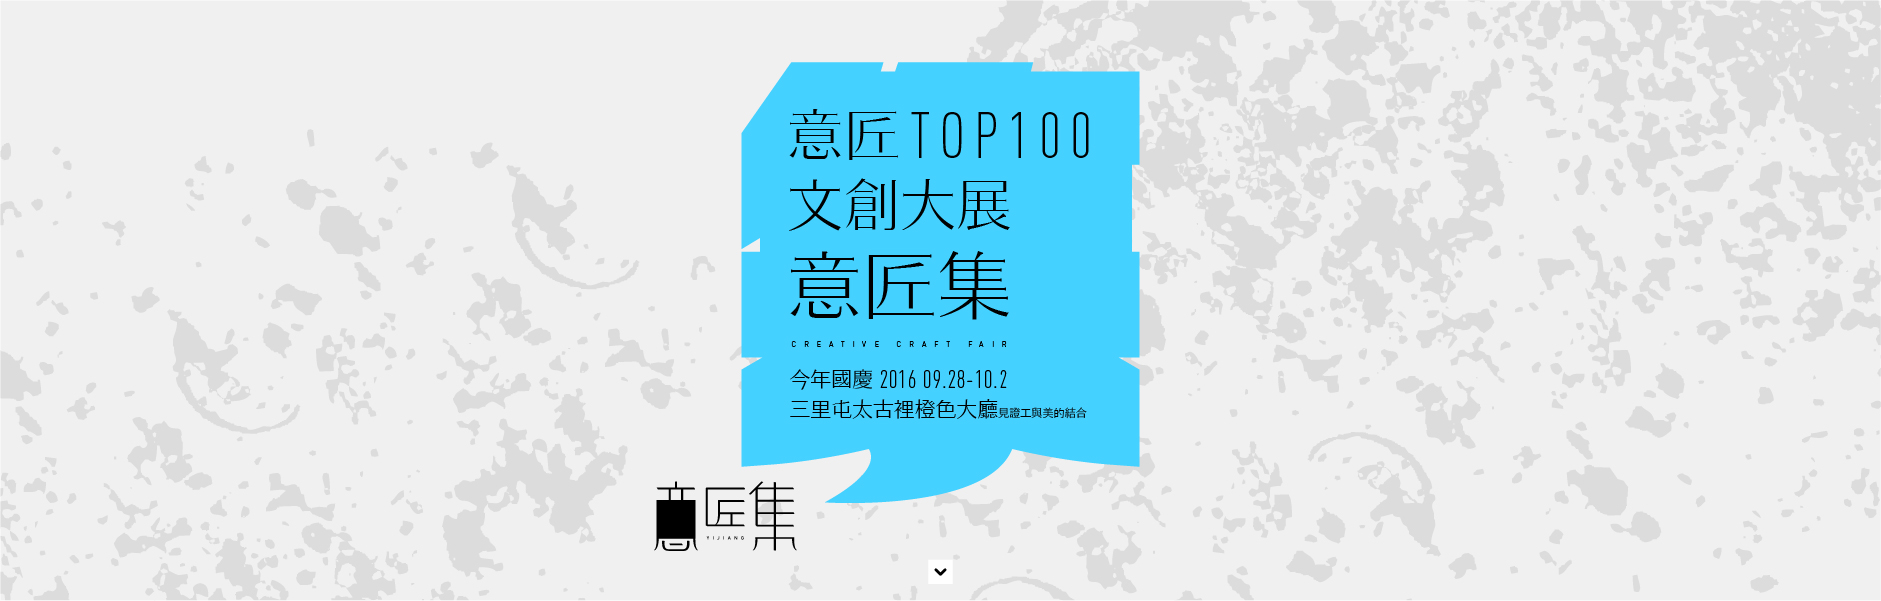 意匠TOP100
文創大展
意匠集
CREATIVE CRAFT FAIR
今年國慶 2016 09.28-10.2
三里屯太古裡橙色大廳見證工與美的結合
意匠集
YIJIANG